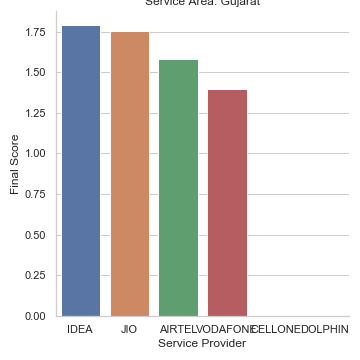 Service Area: Gujarat
1.75
1.50
1.25
1.00
0.75
0.50
0.25
0.00
Final Score
IDEA JIO AIRTEL VODAFONE CELLONE DOLPHIN
Service Provider